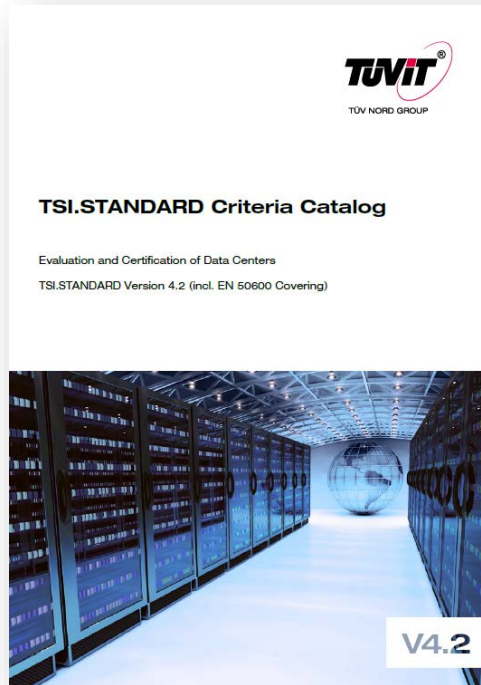 TÜViT®
TÜV NORD GROUP
TSI.STANDARD Criteria Catalog
Evaluation and Certification of Data Centers
TSI.STANDARD Version 4.2 (incl. EN 50600 Covering)
V4.2